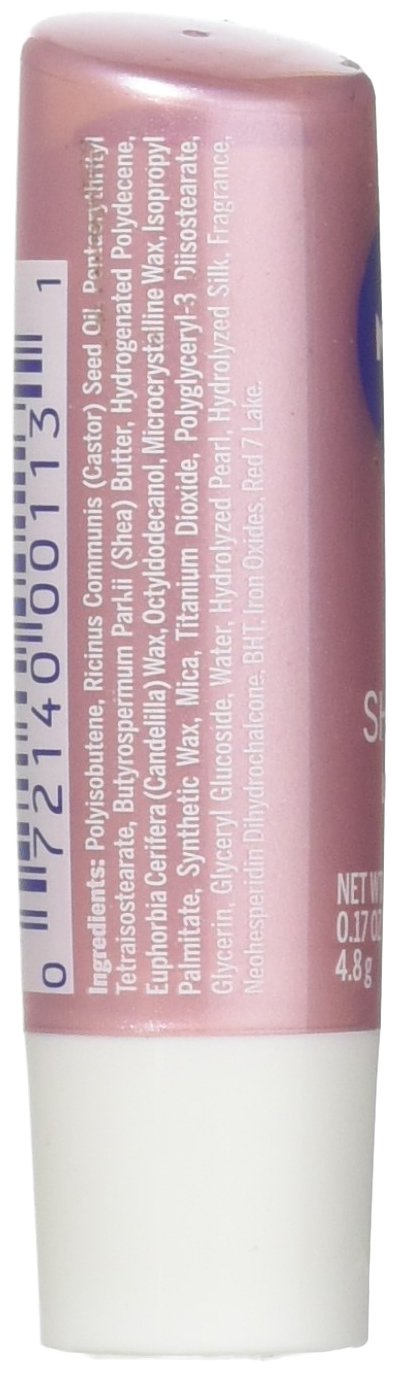 0 72140 00113 1
Ingredients: Polyisobutene, Ricinus Communis (Castor) Seed Oil, Pentaerythrityl
Tetraisostearate, Butyrospermum Parkii (Shea) Butter, Hydrogenated Polydecene,
Euphorbia Cerifera (Candelilla) Wax, Octyldodecanol, Microcrystalline Wax, Isopropyl
Palmitate, Synthetic Wax, Mica, Titanium Dioxide, Polyglyceryl-3 Diisostearate,
Glycerin, Glyceryl Glucoside, Water, Hydrolyzed Pearl, Hydrolyzed Silk, Fragrance,
Neohesperidin Dihydrochalcone, BHT, Iron Oxides, Red 7 Lake.
SH
NET WT
0.17 OZ
4.8g